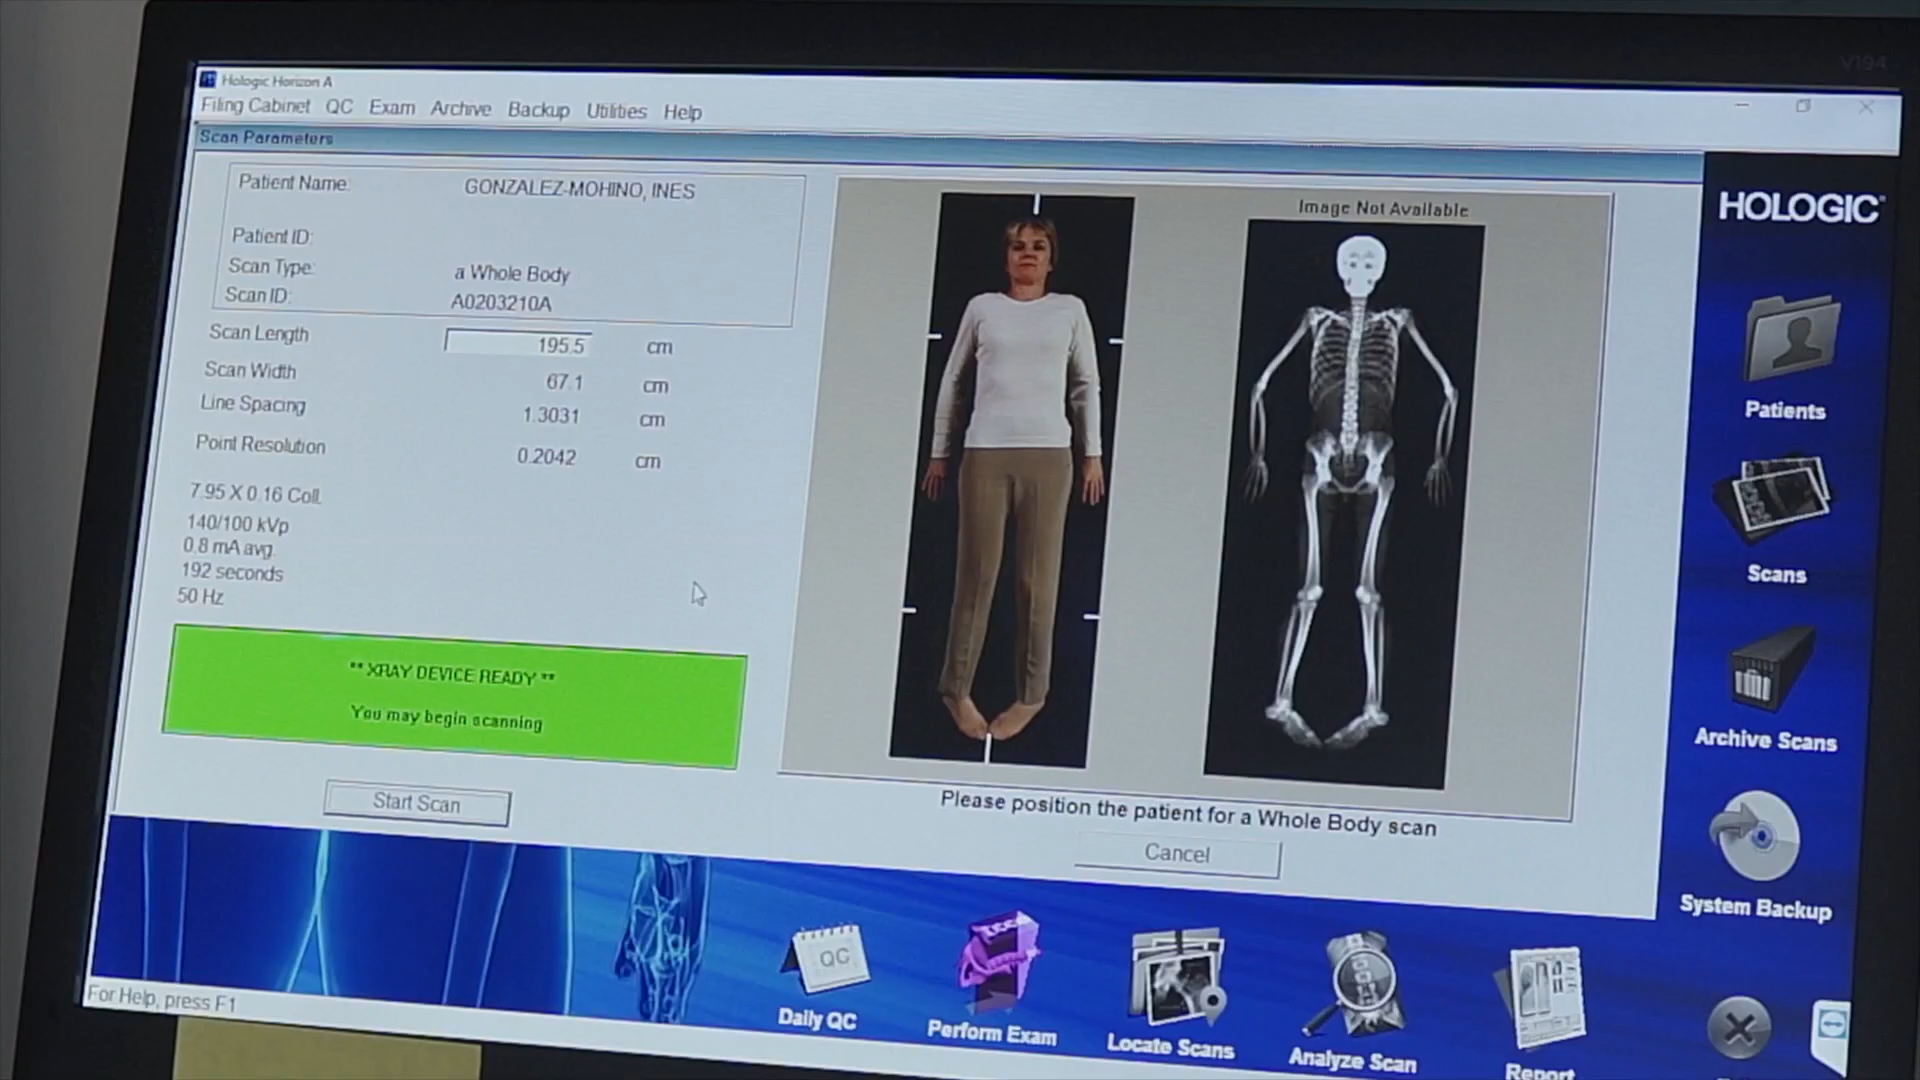 V194
Hologic Horizon A
Filing Cabinet QC Exam Archive Backup Utilities Help
Scan Parameters
Patient Name: GONZALEZ-MOHINO, INES
Patient ID:
Scan Type: a Whole Body
Scan ID: A0203210A
Scan Length 195.5 cm
Scan Width 67.1 cm
Line Spacing 1.3031 cm
Point Resolution 0.2042 cm
7.95 X 0.16 Coll.
140/100 kVp
0.8 mA avg.
192 seconds
50 Hz
** XRAY DEVICE READY **
You may begin scanning
Start Scan
Image Not Available
Please position the patient for a Whole Body scan
Cancel
HOLOGIC
Patients
Scans
Archive Scans
System Backup
QC
Daily QC
Perform Exam
Locate Scans
Analyze Scan
Report
For Help, press F1